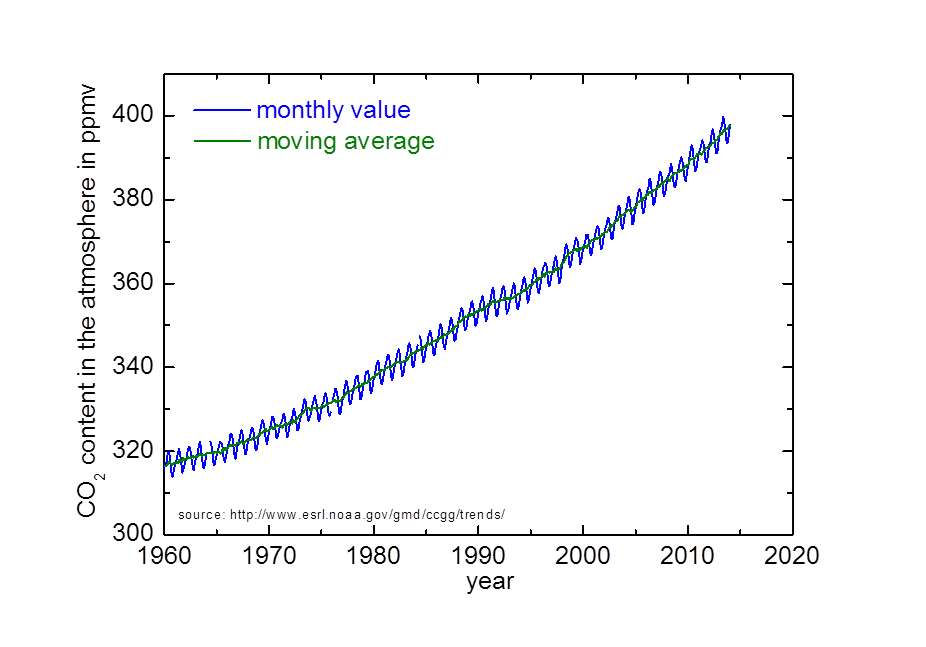 CO2 content in the atmosphere in ppmv
400
380
360
340
320
300
monthly value
moving average
source: http://www.esrl.noaa.gov/gmd/ccgg/trends/
1960 1970 1980 1990 2000 2010 2020
year